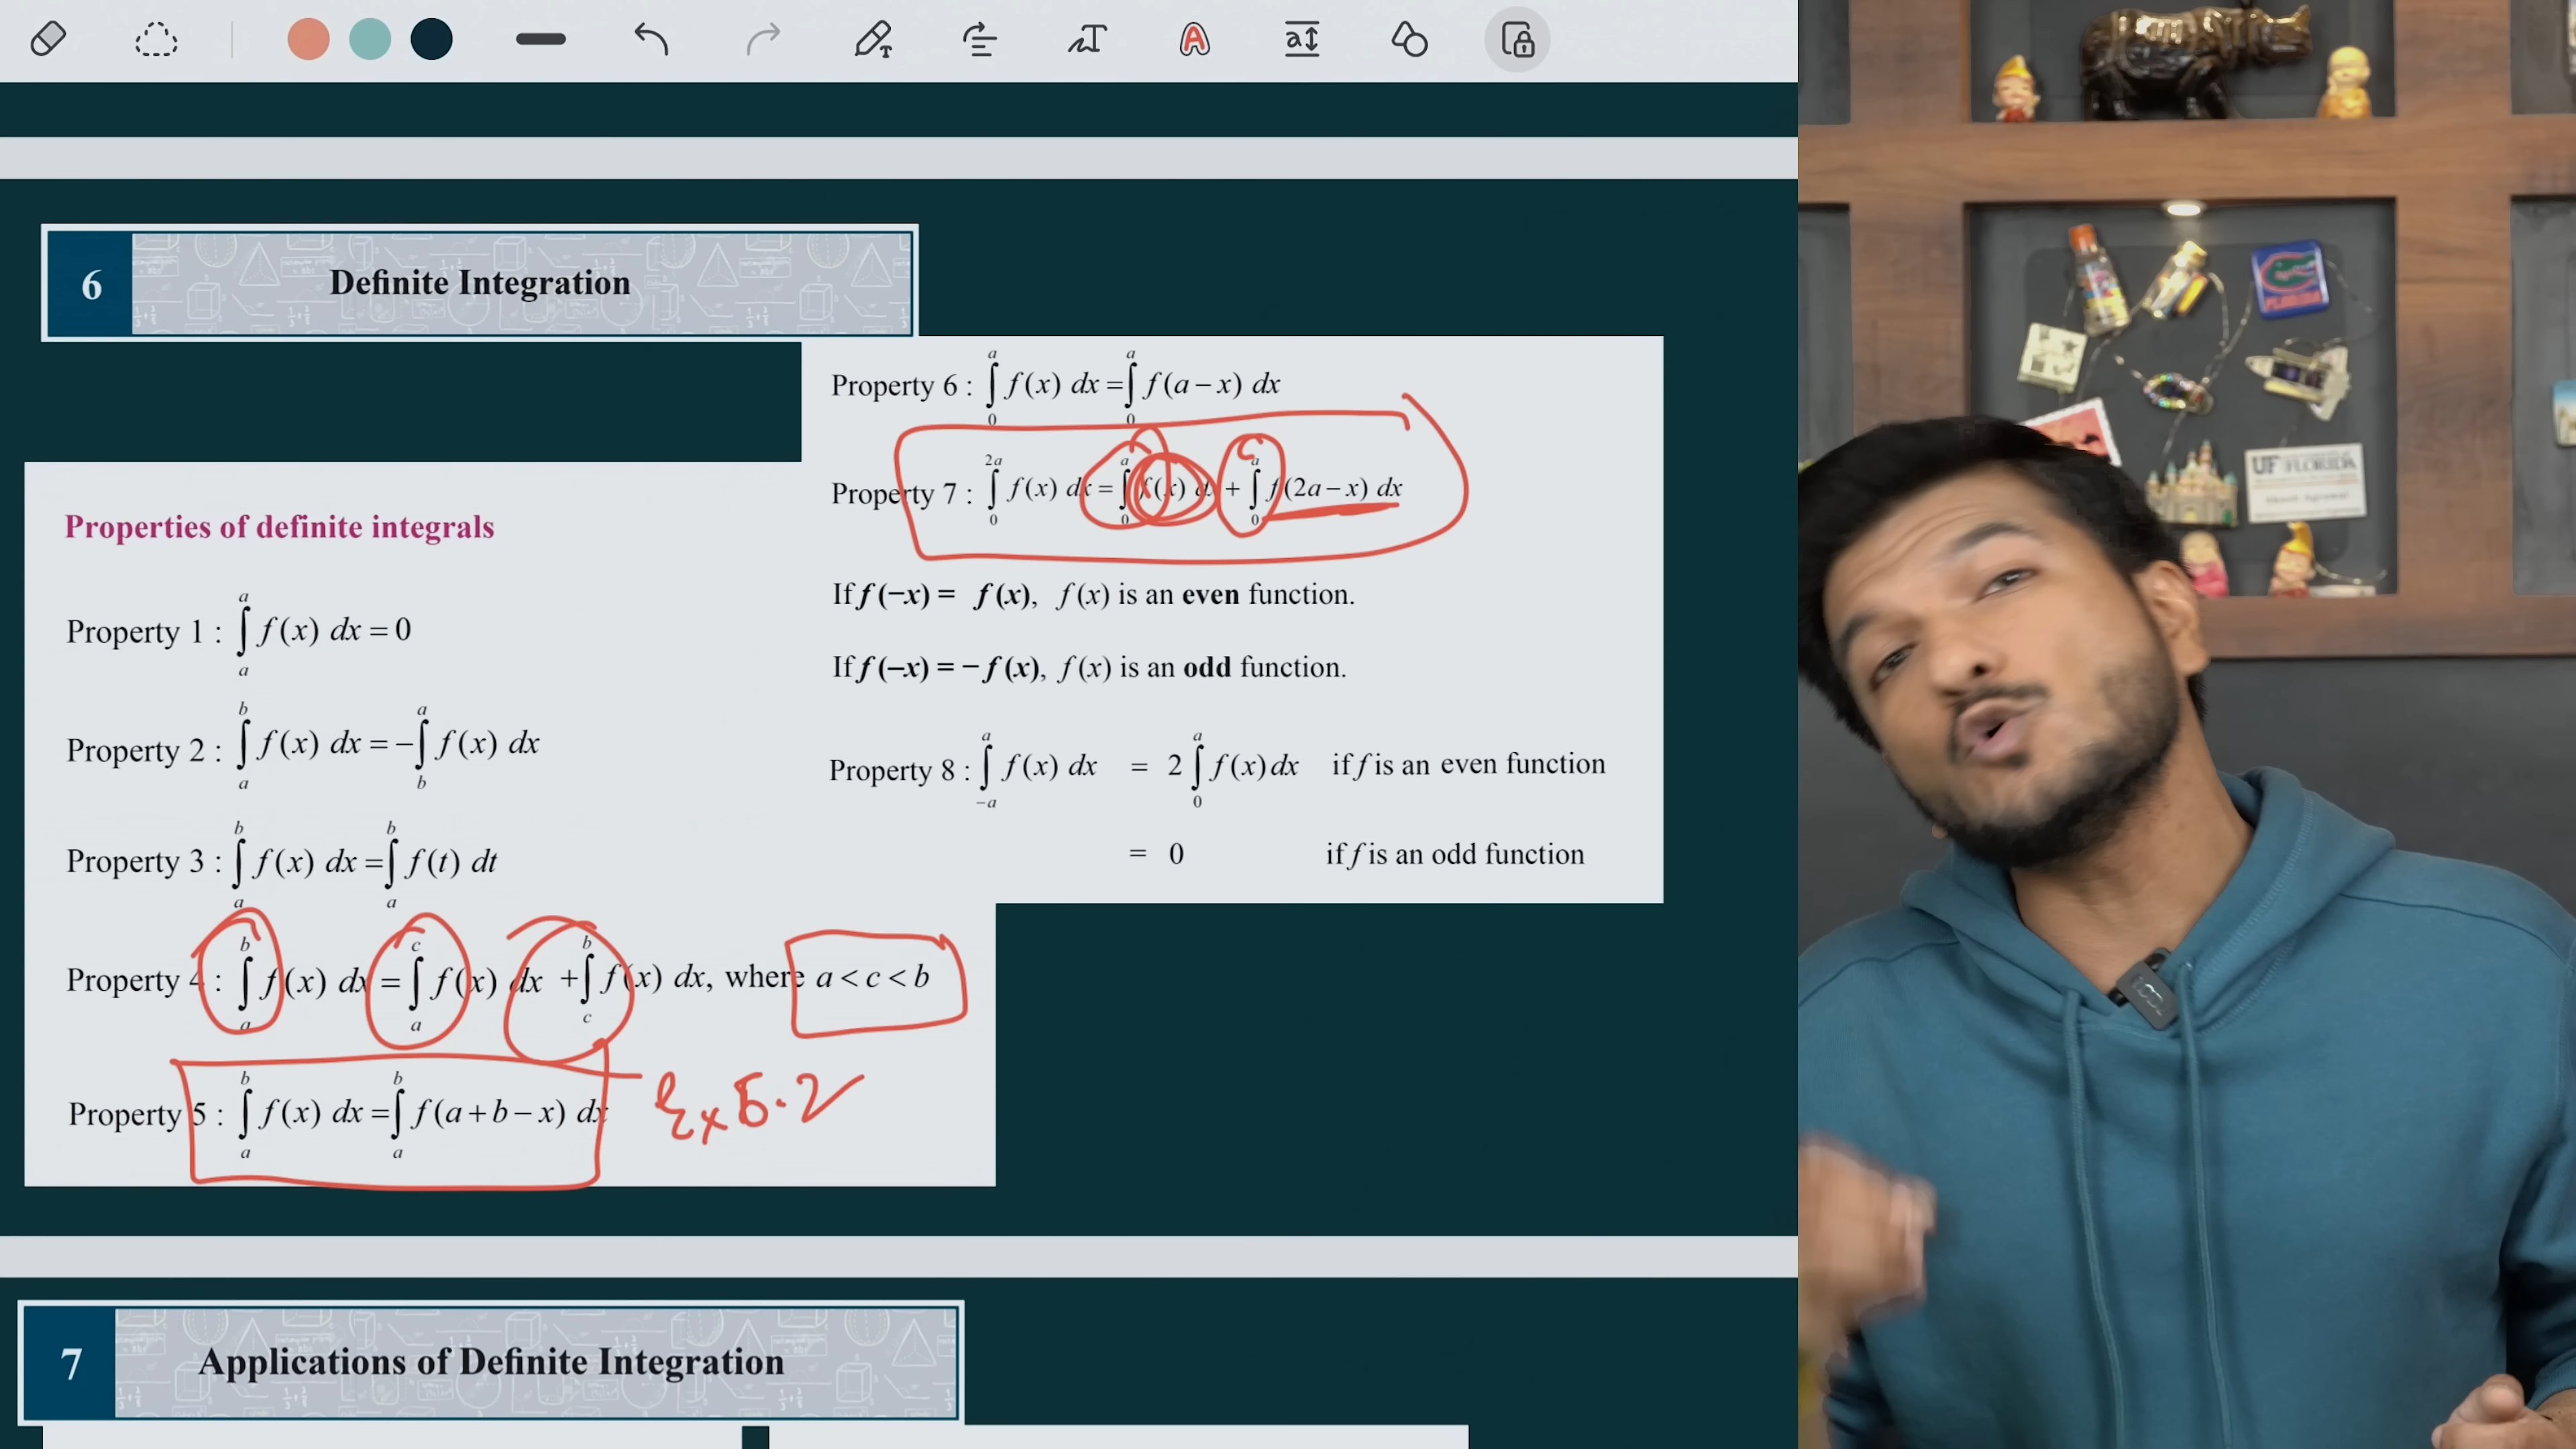 6 Definite Integration
Properties of definite integrals
Property 1 : ∫ₐᵃ f(x) dx = 0
Property 2 : ∫ₐᵇ f(x) dx = −∫ᵇᵃ f(x) dx
Property 3 : ∫ₐᵇ f(x) dx = ∫ₐᵇ f(t) dt
Property 4 : ∫ₐᵇ f(x) dx = ∫ₐᶜ f(x) dx + ∫꜀ᵇ f(x) dx, where a < c < b
Property 5 : ∫ₐᵇ f(x) dx = ∫ₐᵇ f(a + b − x) dx
Ex 5.2
Property 6 : ∫₀ᵃ f(x) dx = ∫₀ᵃ f(a − x) dx
Property 7 : ∫₀²ᵃ f(x) dx = ∫₀ᵃ f(x) dx + ∫₀ᵃ f(2a − x) dx
If f(−x) = f(x), f(x) is an even function.
If f(−x) = − f(x), f(x) is an odd function.
Property 8 : ∫₋ₐᵃ f(x) dx = 2 ∫₀ᵃ f(x) dx if f is an even function
= 0 if f is an odd function
7 Applications of Definite Integration
FLORIDA
UF FLORIDA